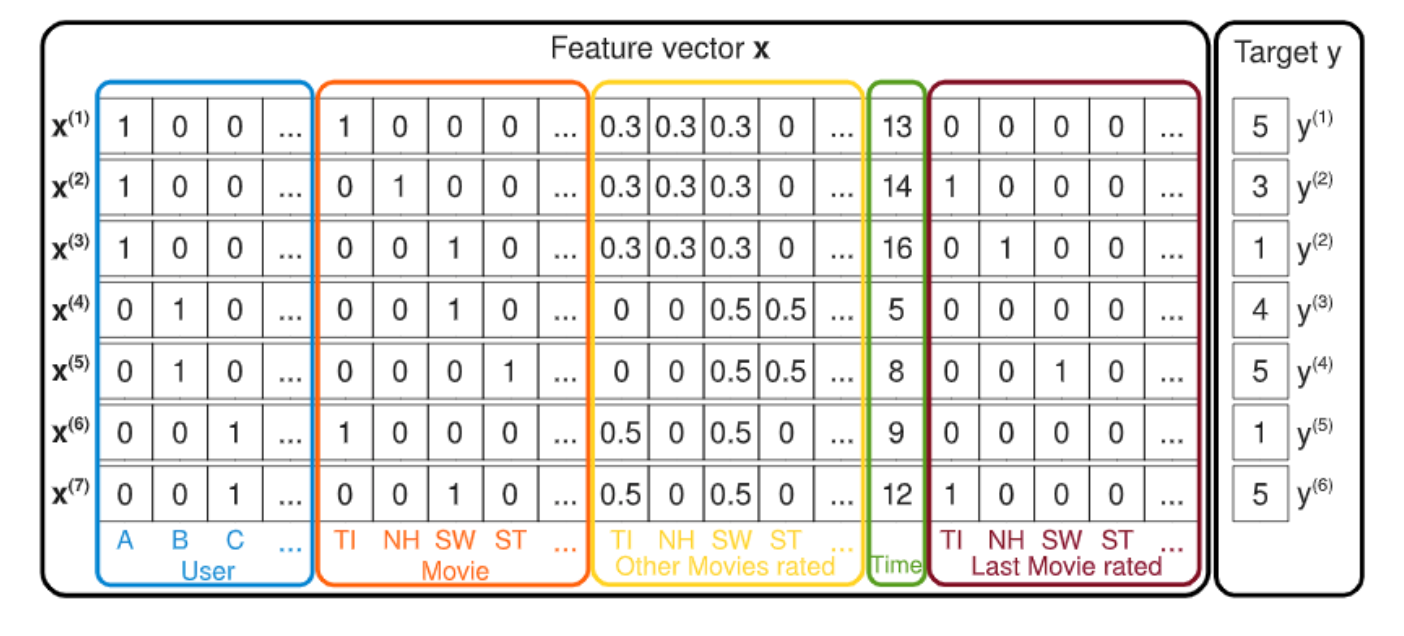 Feature vector x Target y
x(1) 1 0 0 ... 1 0 0 0 ... 0.3 0.3 0.3 0 ... 13 0 0 0 0 ... 5 y(1)
x(2) 1 0 0 ... 0 1 0 0 ... 0.3 0.3 0.3 0 ... 14 1 0 0 0 ... 3 y(2)
x(3) 1 0 0 ... 0 0 1 0 ... 0.3 0.3 0.3 0 ... 16 0 1 0 0 ... 1 y(2)
x(4) 0 1 0 ... 0 0 1 0 ... 0 0 0.5 0.5 ... 5 0 0 0 0 ... 4 y(3)
x(5) 0 1 0 ... 0 0 0 1 ... 0 0 0.5 0.5 ... 8 0 0 1 0 ... 5 y(4)
x(6) 0 0 1 ... 1 0 0 0 ... 0.5 0 0.5 0 ... 9 0 0 0 0 ... 1 y(5)
x(7) 0 0 1 ... 0 0 1 0 ... 0.5 0 0.5 0 ... 12 1 0 0 0 ... 5 y(6)
A B C ... TI NH SW ST ... TI NH SW ST ... TI NH SW ST ...
User Movie Other Movies rated Time Last Movie rated